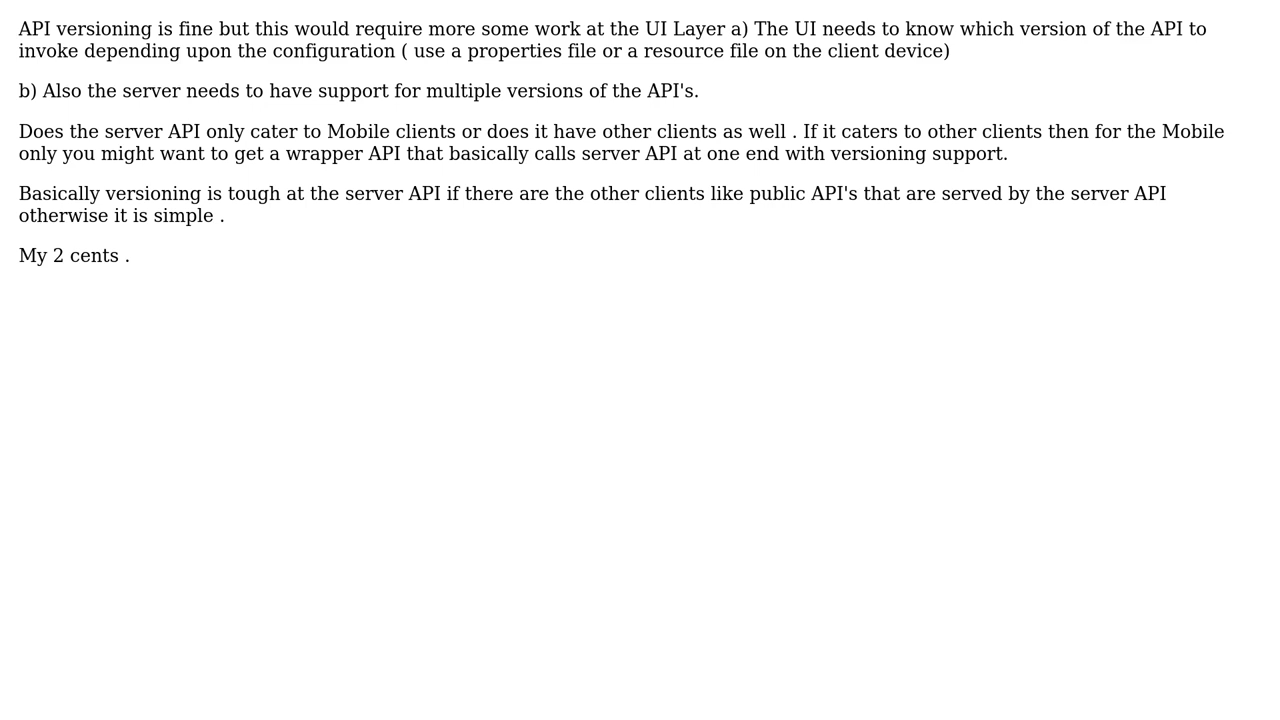 API versioning is fine but this would require more some work at the UI Layer a) The UI needs to know which version of the API to
invoke depending upon the configuration ( use a properties file or a resource file on the client device)
b) Also the server needs to have support for multiple versions of the API's.
Does the server API only cater to Mobile clients or does it have other clients as well . If it caters to other clients then for the Mobile
only you might want to get a wrapper API that basically calls server API at one end with versioning support.
Basically versioning is tough at the server API if there are the other clients like public API's that are served by the server API
otherwise it is simple .
My 2 cents .